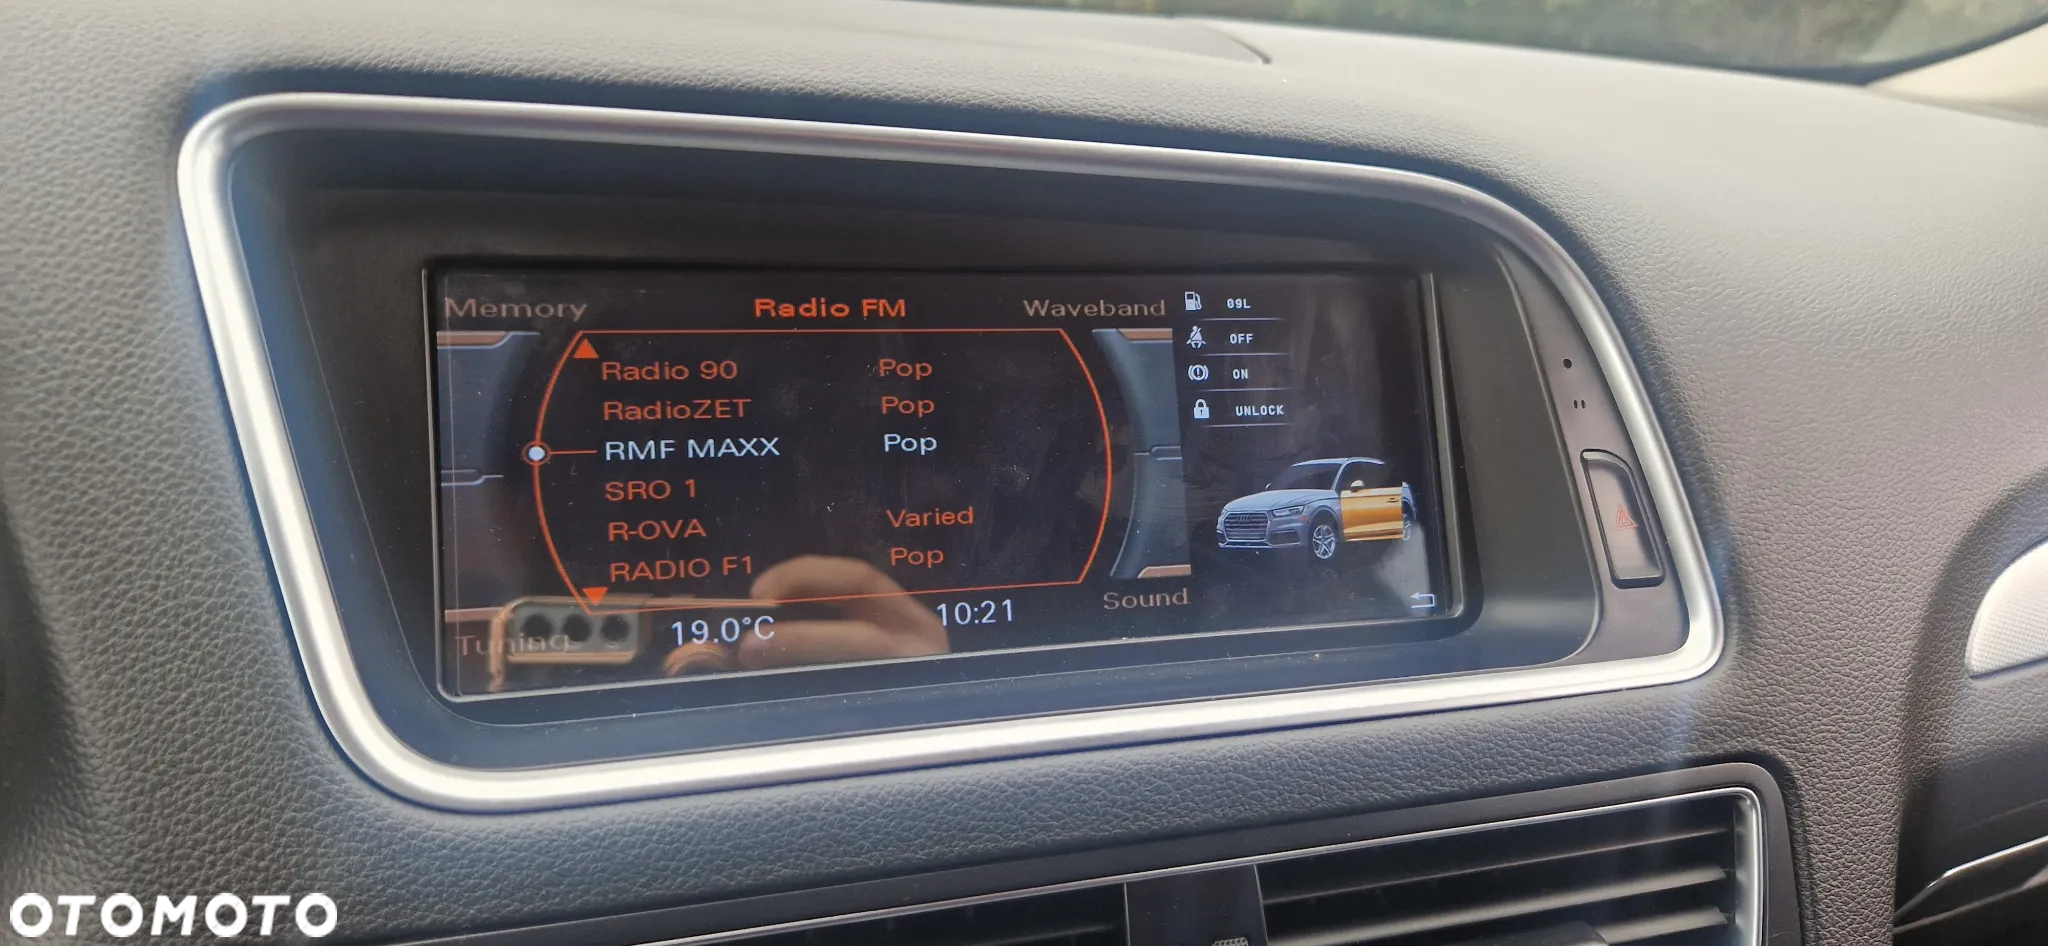 Memory Radio FM Waveband
Radio 90 Pop
RadioZET Pop
RMF MAXX Pop
SRO 1
R-OVA Varied
RADIO F1 Pop
Tuning 19.0°C 10:21 Sound
09L
OFF
ON
UNLOCK
OTOMOTO